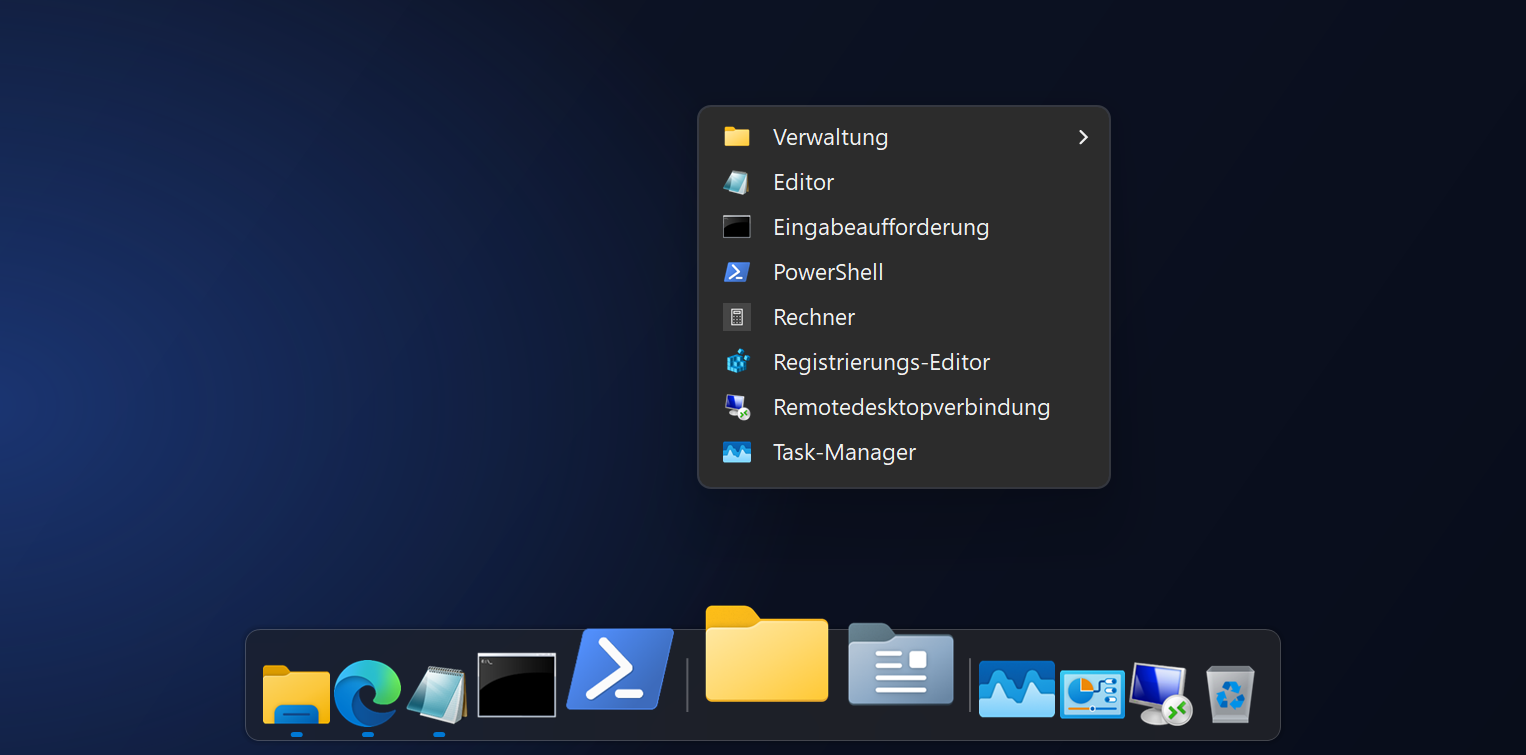 Verwaltung
Editor
Eingabeaufforderung
PowerShell
Rechner
Registrierungs-Editor
Remotedesktopverbindung
Task-Manager